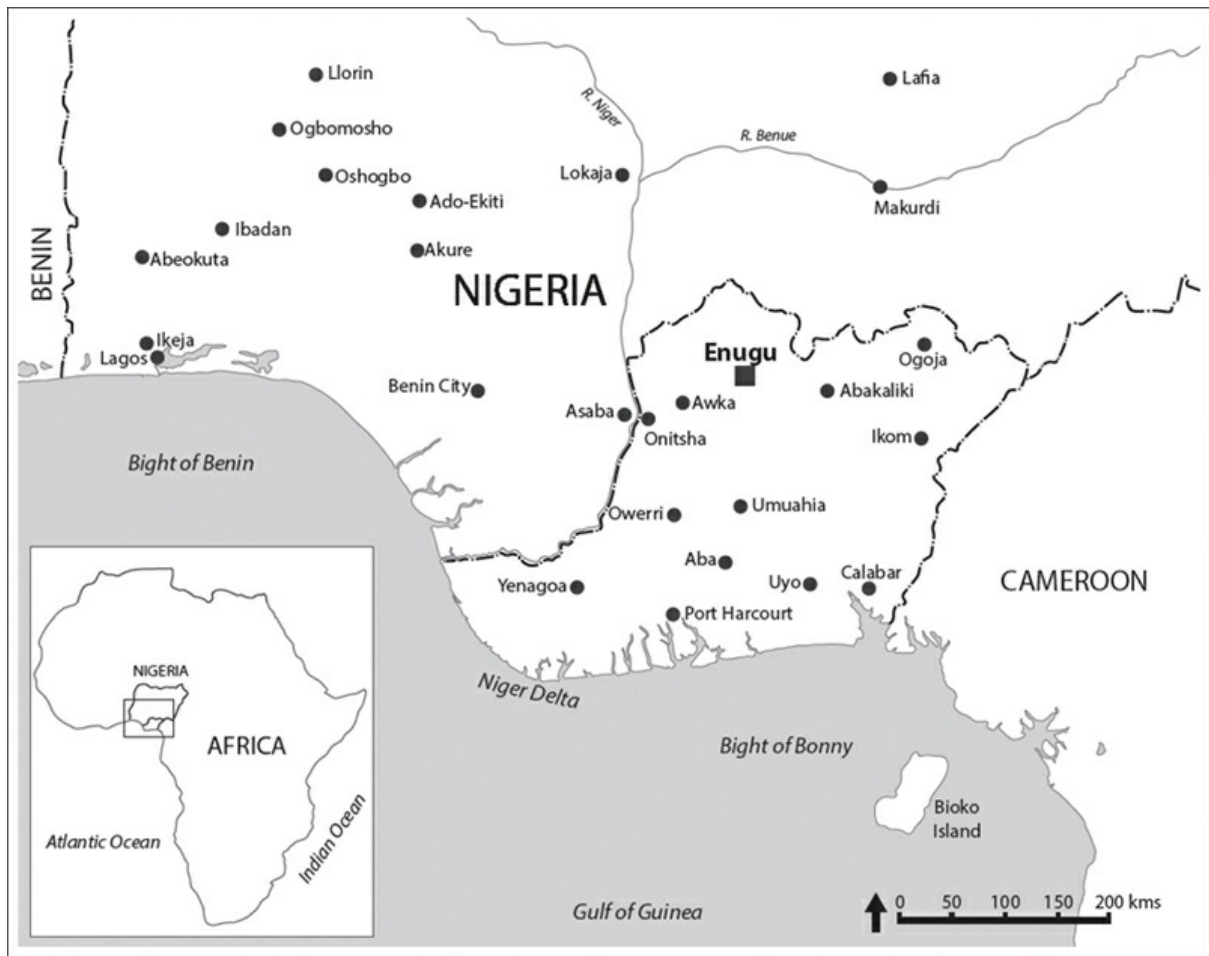 Llorin
Lafia
R. Niger
Ogbomosho
R. Benue
Oshogbo
Lokaja
Ado-Ekiti
Makurdi
Ibadan
BENIN
Abeokuta
Akure
NIGERIA
Ikeja
Lagos
Enugu
Ogoja
Benin City
Abakaliki
Awka
Asaba
Onitsha
Ikom
Bight of Benin
Umuahia
Owerri
Aba
Calabar
Uyo
Yenagoa
CAMEROON
Port Harcourt
Niger Delta
NIGERIA
AFRICA
Bight of Bonny
Bioko
Island
Atlantic Ocean
Indian Ocean
Gulf of Guinea
0 50 100 150 200 kms